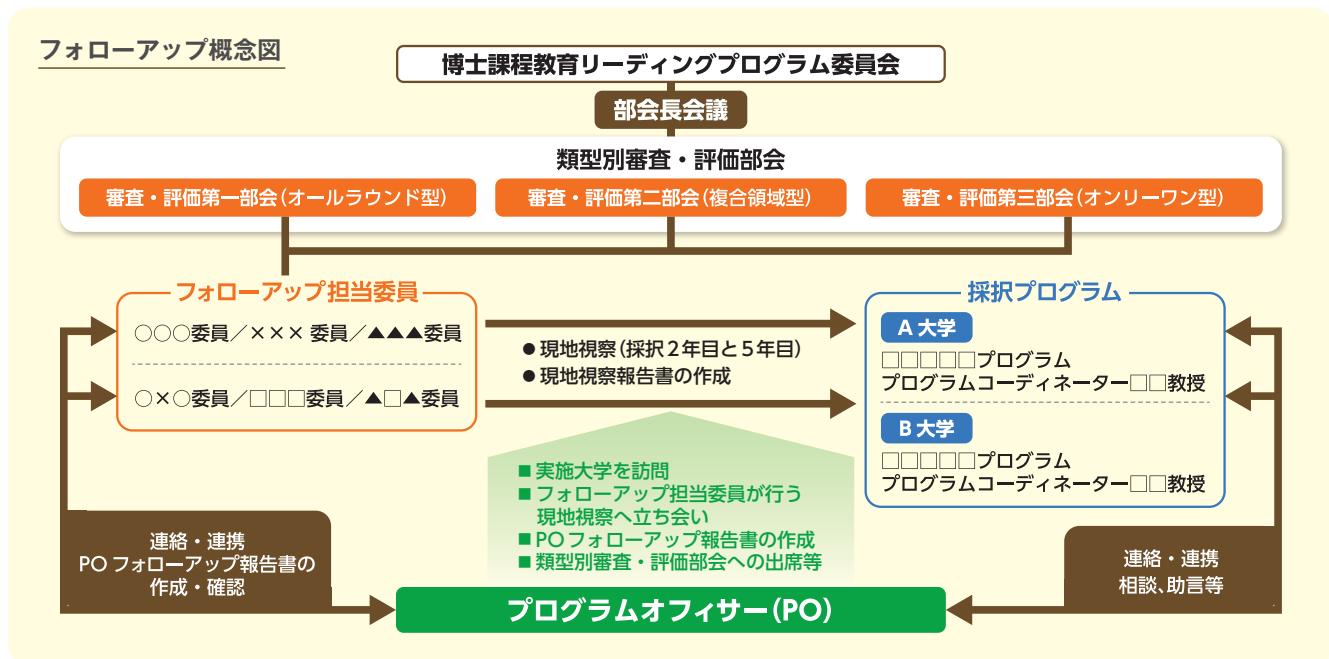 フォローアップ概念図
博士課程教育リーディングプログラム委員会
部会長会議
類型別審査・評価部会
審査・評価第一部会(オールラウンド型)
審査・評価第二部会(複合領域型)
審査・評価第三部会(オンリーワン型)
フォローアップ担当委員
○○○委員／×××委員／▲▲▲委員
○×○委員／□□□委員／▲□▲委員
● 現地視察(採択２年目と５年目)
● 現地視察報告書の作成
採択プログラム
A 大学
□□□□□プログラム
プログラムコーディネーター□□教授
B 大学
□□□□□プログラム
プログラムコーディネーター□□教授
■ 実施大学を訪問
■ フォローアップ担当委員が行う
現地視察へ立ち会い
■ PO フォローアップ報告書の作成
■ 類型別審査・評価部会への出席等
連絡・連携
PO フォローアップ報告書の
作成・確認
連絡・連携
相談、助言等
プログラムオフィサー(PO)